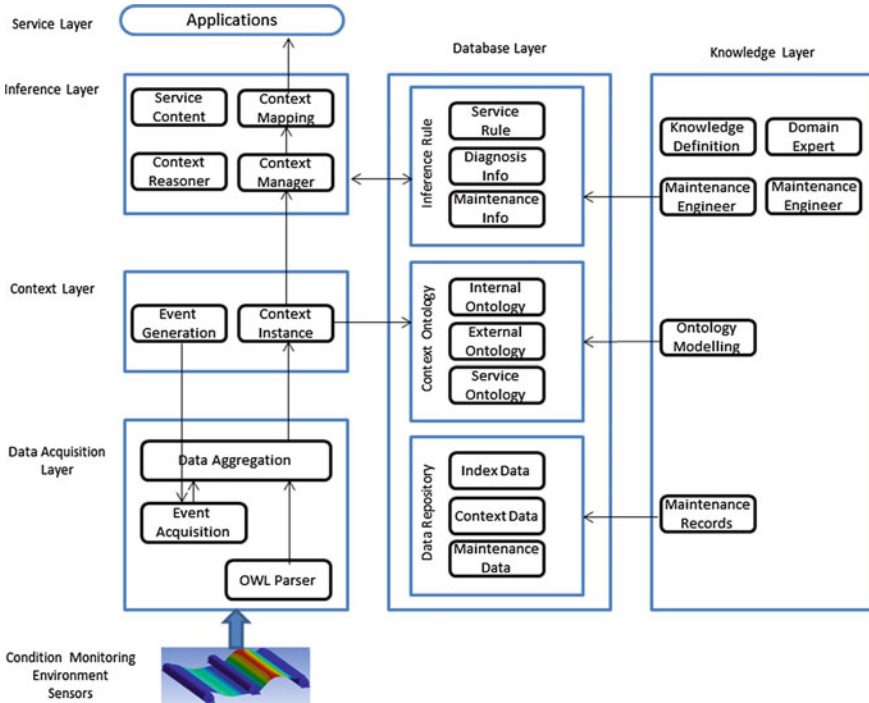 Service Layer
Applications
Database Layer
Knowledge Layer
Inference Layer
Service
Content
Context
Mapping
Context
Reasoner
Context
Manager
Inference Rule
Service
Rule
Diagnosis
Info
Maintenance
Info
Knowledge
Definition
Domain
Expert
Maintenance
Engineer
Maintenance
Engineer
Context Layer
Event
Generation
Context
Instance
Context Ontology
Internal
Ontology
External
Ontology
Service
Ontology
Ontology
Modelling
Data Acquisition
Layer
Data Aggregation
Event
Acquisition
OWL Parser
Data Repository
Index Data
Context Data
Maintenance
Data
Maintenance
Records
Condition Monitoring
Environment
Sensors